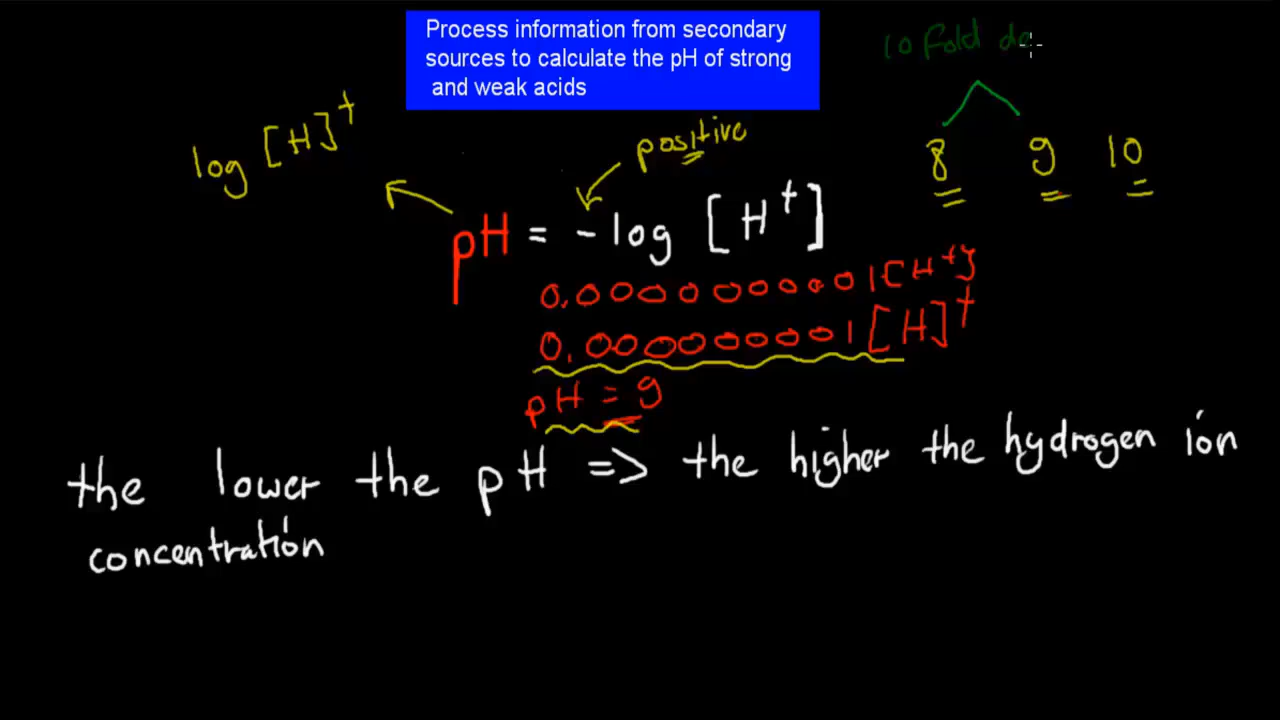 Process information from secondary
sources to calculate the pH of strong
and weak acids
10 fold de
log [H]⁺
positive
8 9 10
pH = -log [H⁺]
0,0000000001[H⁺]
0,000000001[H]⁺
pH = 9
the lower the pH => the higher the hydrogen ion
concentration